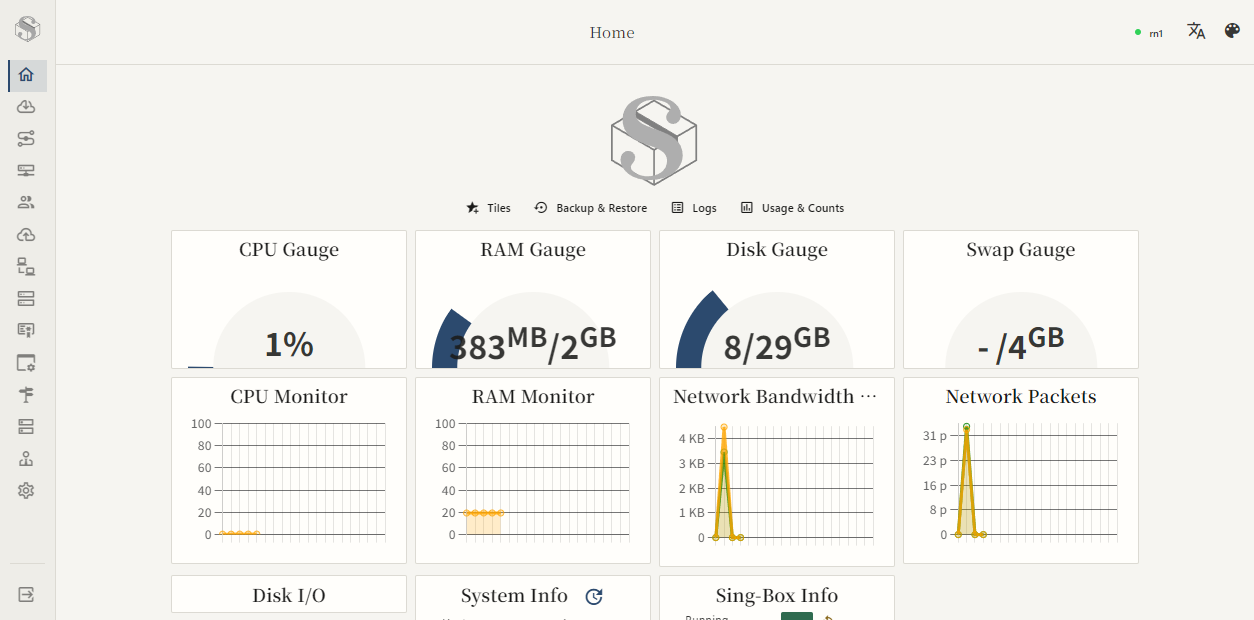 Home
rn1
Tiles
Backup & Restore
Logs
Usage & Counts
CPU Gauge
1%
RAM Gauge
383MB/2GB
Disk Gauge
8/29GB
Swap Gauge
- /4GB
CPU Monitor
100
80
60
40
20
0
RAM Monitor
100
80
60
40
20
0
Network Bandwidth ···
4 KB
3 KB
2 KB
1 KB
0
Network Packets
31 p
23 p
16 p
8 p
0
Disk I/O
System Info
Sing-Box Info
Running